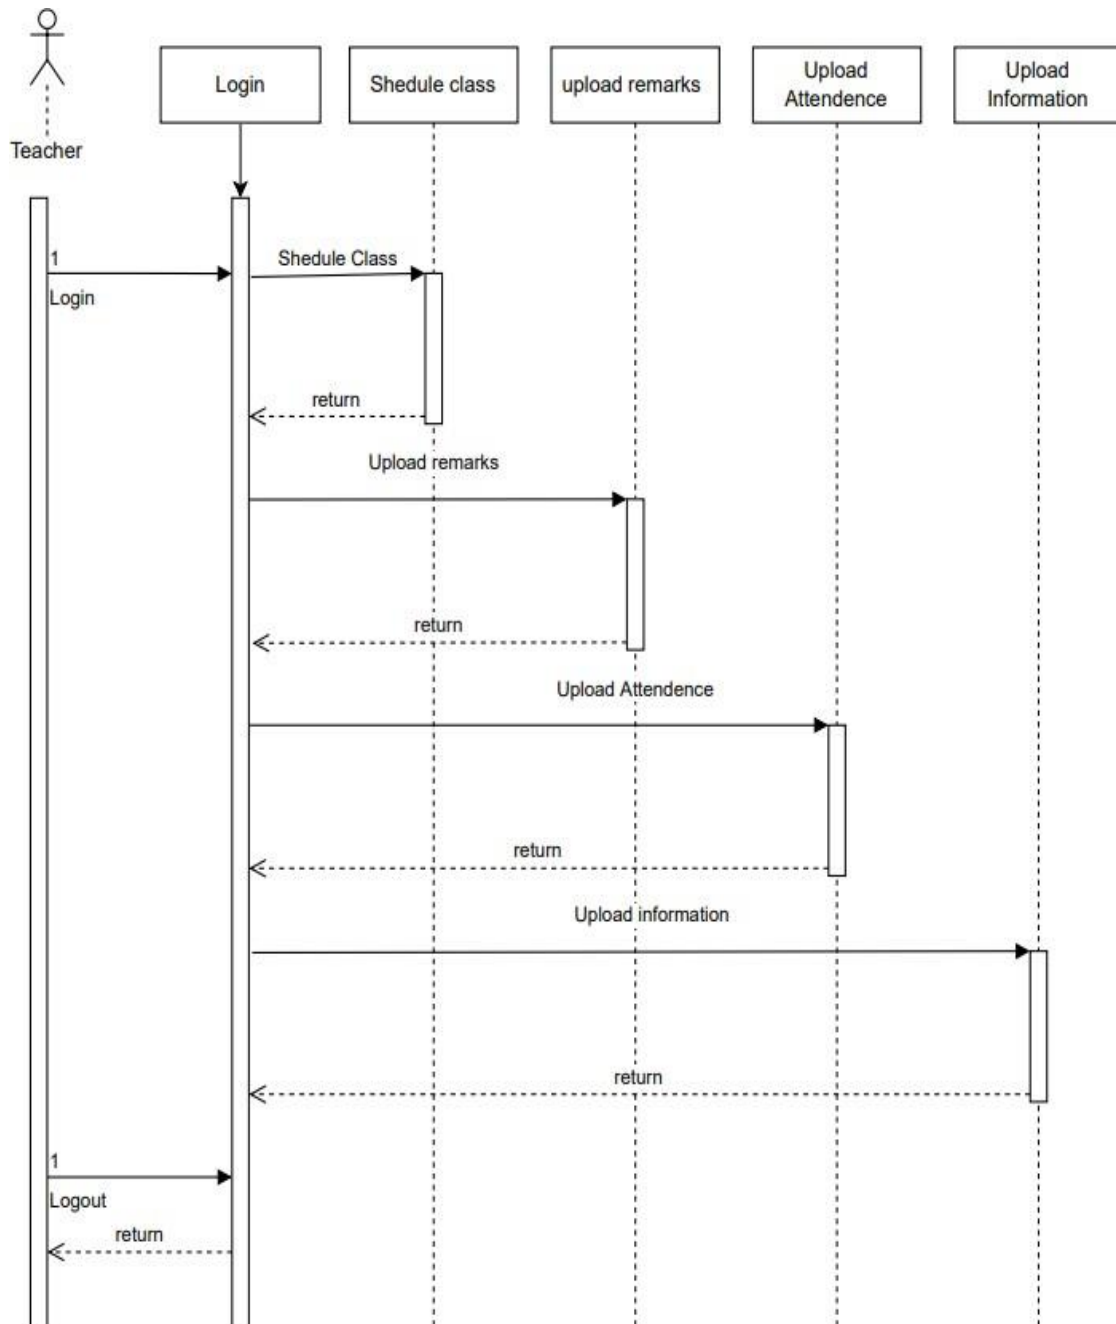 Teacher
Login
Shedule class
upload remarks
Upload
Attendence
Upload
Information
1
Login
Shedule Class
return
Upload remarks
return
Upload Attendence
return
Upload information
return
1
Logout
return